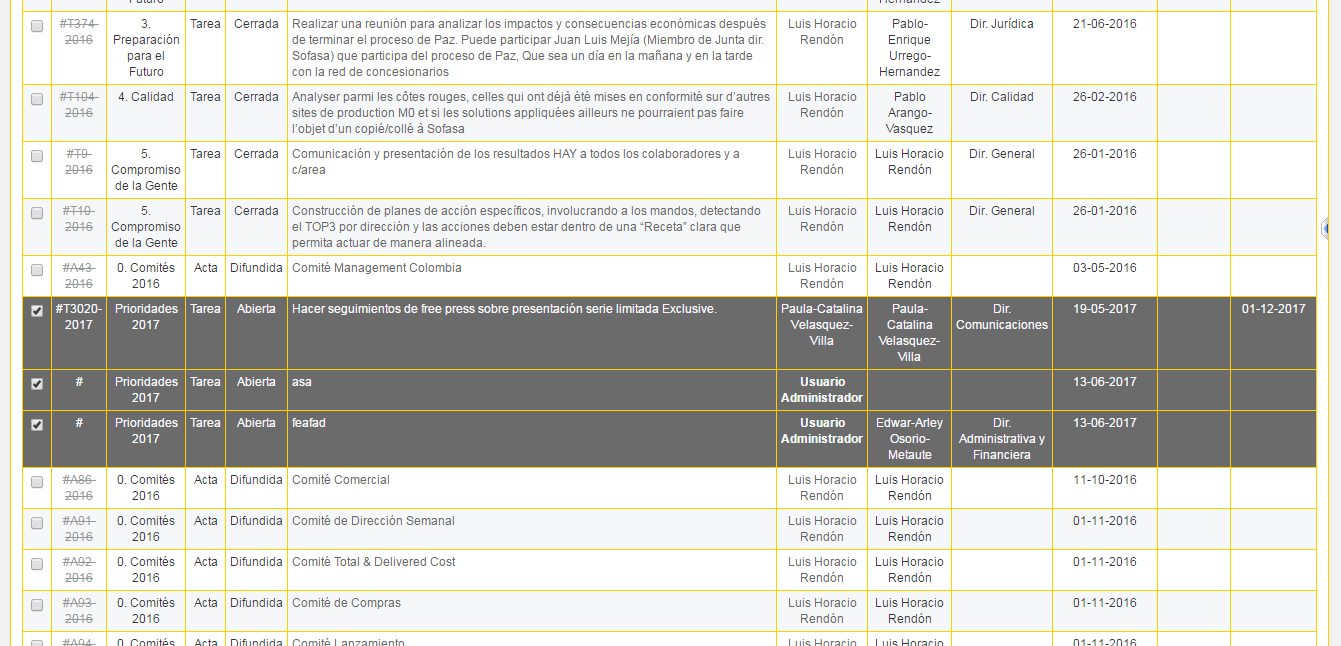 Futuro Hernandez
#T374- 3. Tarea Cerrada Realizar una reunión para analizar los impactos y consecuencias económicas después Luis Horacio Pablo- Dir. Jurídica 21-06-2016
2016 Preparación de terminar el proceso de Paz. Puede participar Juan Luis Mejía (Miembro de Junta dir. Rendón Enrique
para el Sofasa) que participa del proceso de Paz, Que sea un día en la mañana y en la tarde Urrego-
Futuro con la red de concesionarios Hernandez
#T104- 4. Calidad Tarea Cerrada Analyser parmi les côtes rouges, celles qui ont déjà été mises en conformité sur d'autres Luis Horacio Pablo Dir. Calidad 26-02-2016
2016 sites de production M0 et si les solutions appliquées ailleurs ne pourraient pas faire Rendón Arango-
l'objet d'un copié/collé à Sofasa Vasquez
#T9- 5. Tarea Cerrada Comunicación y presentación de los resultados HAY a todos los colaboradores y a Luis Horacio Luis Horacio Dir. General 26-01-2016
2016 Compromiso c/area Rendón Rendón
de la Gente
#T10- 5. Tarea Cerrada Construcción de planes de acción específicos, involucrando a los mandos, detectando Luis Horacio Luis Horacio Dir. General 26-01-2016
2016 Compromiso el TOP3 por dirección y las acciones deben estar dentro de una “Receta” clara que Rendón Rendón
de la Gente permita actuar de manera alineada.
#A43- 0. Comités Acta Difundida Comité Management Colombia Luis Horacio Luis Horacio 03-05-2016
2016 2016 Rendón Rendón
#T3020- Prioridades Tarea Abierta Hacer seguimientos de free press sobre presentación serie limitada Exclusive. Paula-Catalina Paula- Dir. 19-05-2017 01-12-2017
2017 2017 Velasquez- Catalina Comunicaciones
Villa Velasquez-
Villa
# Prioridades Tarea Abierta asa Usuario 13-06-2017
2017 Administrador
# Prioridades Tarea Abierta feafad Usuario Edwar-Arley Dir. 13-06-2017
2017 Administrador Osorio- Administrativa y
Metaute Financiera
#A86- 0. Comités Acta Difundida Comité Comercial Luis Horacio Luis Horacio 11-10-2016
2016 2016 Rendón Rendón
#A91- 0. Comités Acta Difundida Comité de Dirección Semanal Luis Horacio Luis Horacio 01-11-2016
2016 2016 Rendón Rendón
#A92- 0. Comités Acta Difundida Comité Total & Delivered Cost Luis Horacio Luis Horacio 01-11-2016
2016 2016 Rendón Rendón
#A93- 0. Comités Acta Difundida Comité de Compras Luis Horacio Luis Horacio 01-11-2016
2016 2016 Rendón Rendón
#A94- 0. Comités Acta Difundida Comité Lanzamiento Luis Horacio Luis Horacio 01-11-2016